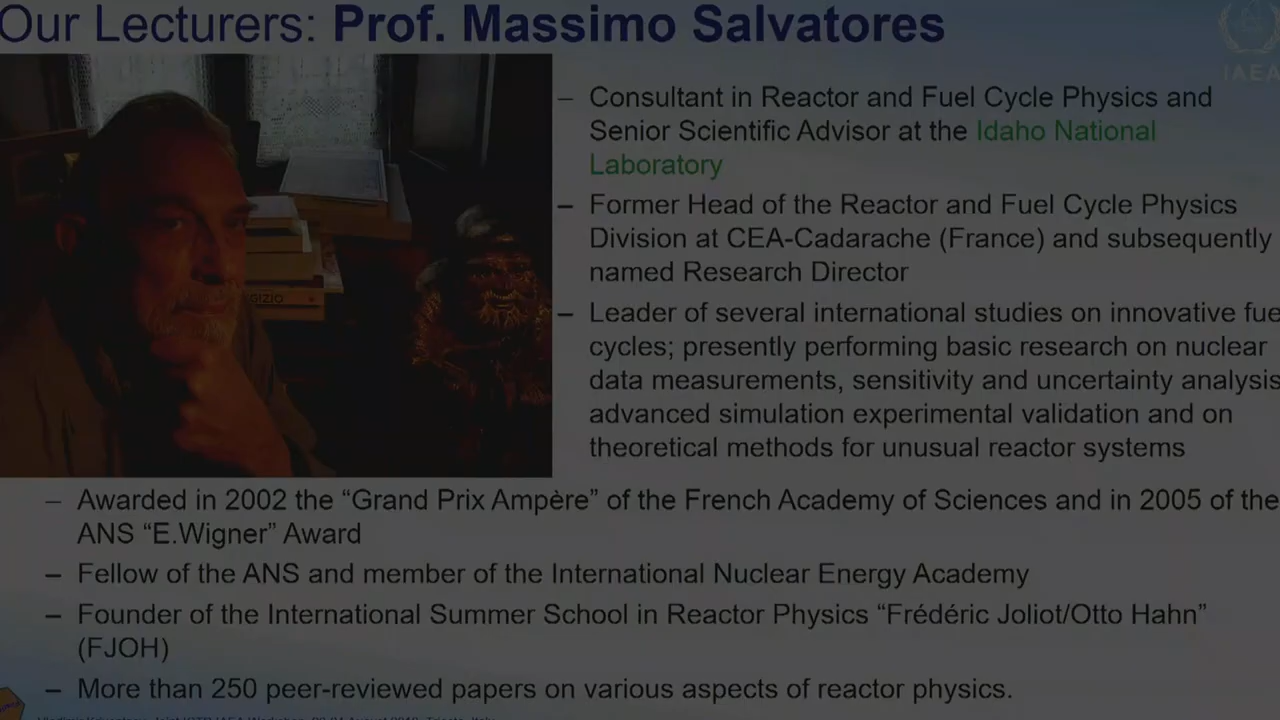 Our Lecturers: Prof. Massimo Salvatores
IAEA
– Consultant in Reactor and Fuel Cycle Physics and
Senior Scientific Advisor at the Idaho National
Laboratory
– Former Head of the Reactor and Fuel Cycle Physics
Division at CEA-Cadarache (France) and subsequently
named Research Director
– Leader of several international studies on innovative fue
cycles; presently performing basic research on nuclear
data measurements, sensitivity and uncertainty analysis
advanced simulation experimental validation and on
theoretical methods for unusual reactor systems
GIZIO
– Awarded in 2002 the “Grand Prix Ampère” of the French Academy of Sciences and in 2005 of the
ANS “E.Wigner” Award
– Fellow of the ANS and member of the International Nuclear Energy Academy
– Founder of the International Summer School in Reactor Physics “Frédéric Joliot/Otto Hahn”
(FJOH)
– More than 250 peer-reviewed papers on various aspects of reactor physics.